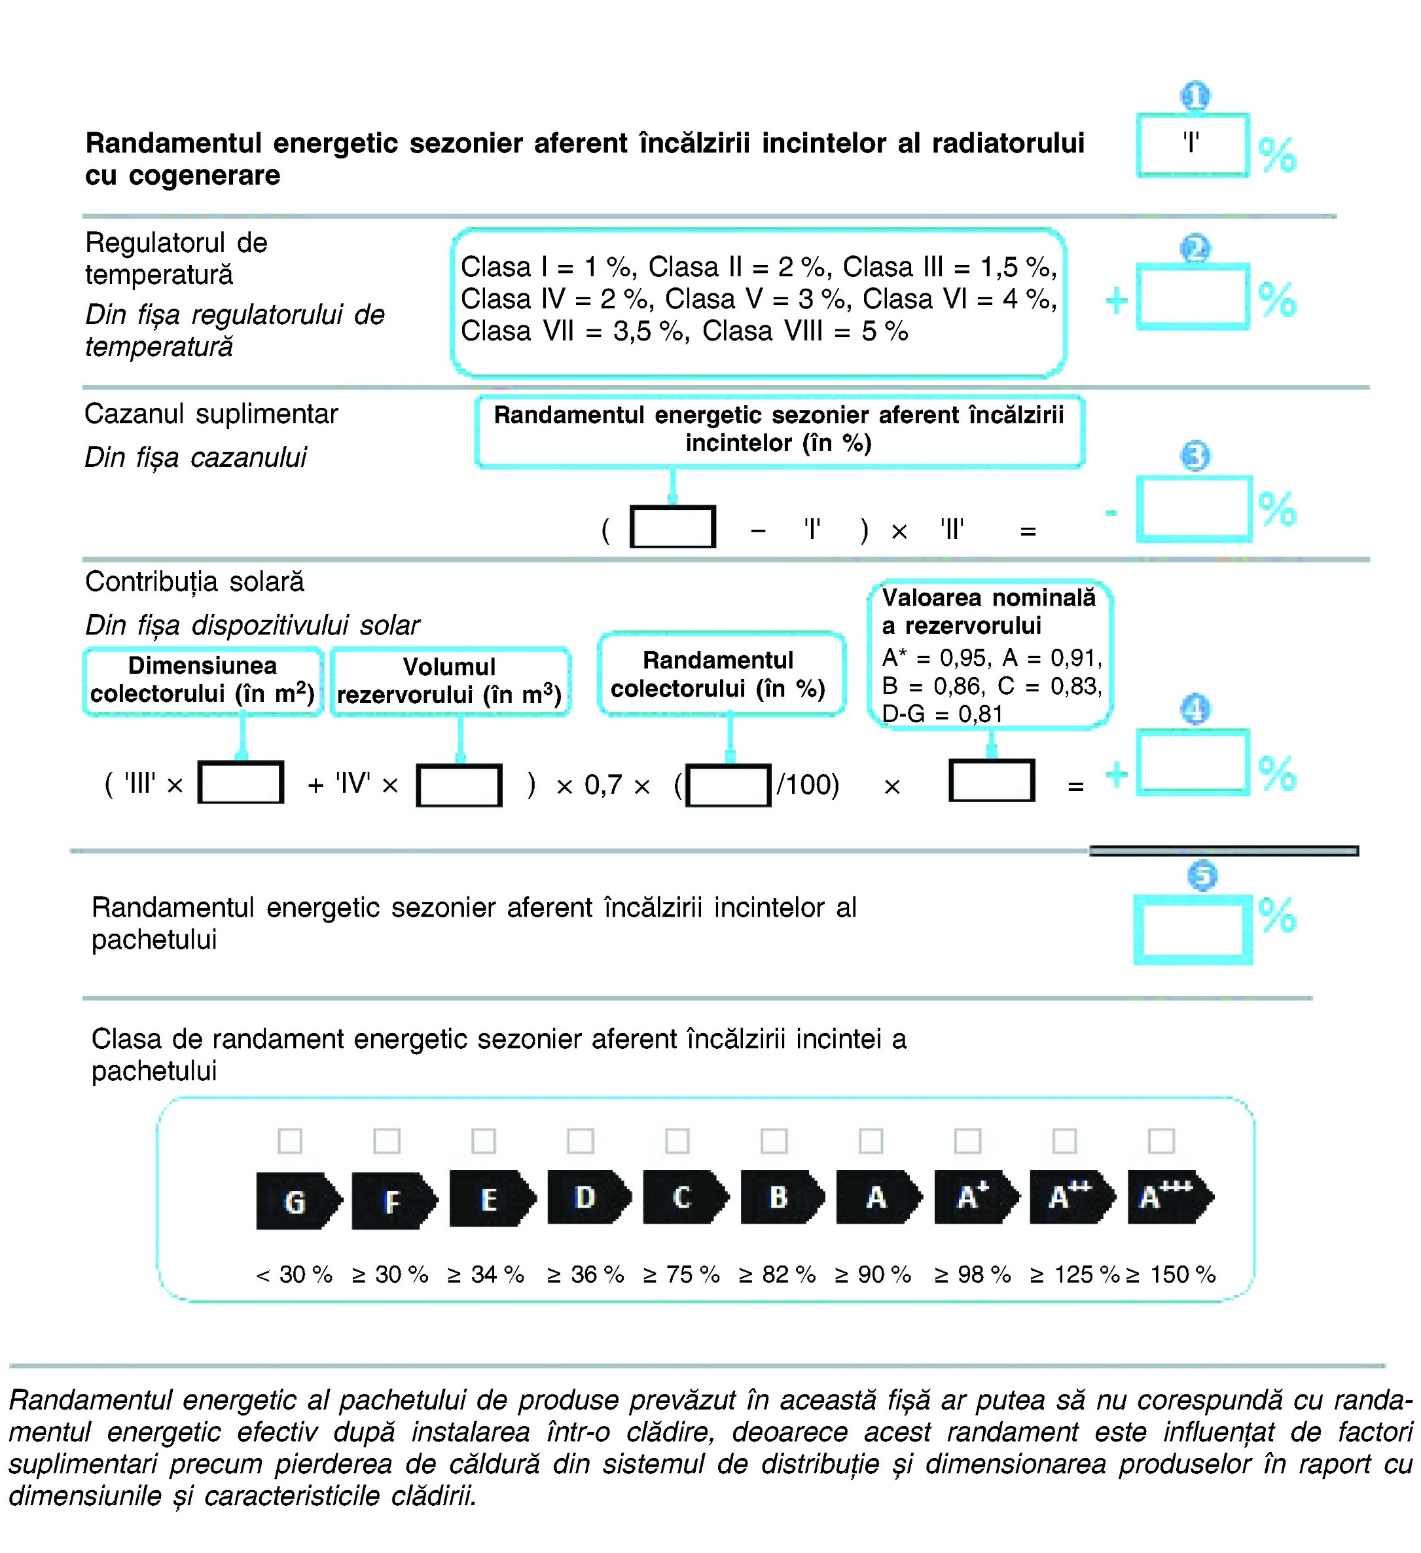 ❶
Randamentul energetic sezonier aferent încălzirii incintelor al radiatorului
cu cogenerare
'I' %
Regulatorul de
temperatură
Din fișa regulatorului de
temperatură
Clasa I = 1 %, Clasa II = 2 %, Clasa III = 1,5 %,
Clasa IV = 2 %, Clasa V = 3 %, Clasa VI = 4 %,
Clasa VII = 3,5 %, Clasa VIII = 5 %
❷
+ %
Cazanul suplimentar
Din fișa cazanului
Randamentul energetic sezonier aferent încălzirii
incintelor (în %)
❸
( – 'I' ) × 'II' = - %
Contribuția solară
Din fișa dispozitivului solar
Dimensiunea
colectorului (în m²)
Volumul
rezervorului (în m³)
Randamentul
colectorului (în %)
Valoarea nominală
a rezervorului
A* = 0,95, A = 0,91,
B = 0,86, C = 0,83,
D-G = 0,81
❹
( 'III' × + 'IV' × ) × 0,7 × ( /100) × = + %
❺
Randamentul energetic sezonier aferent încălzirii incintelor al
pachetului
%
Clasa de randament energetic sezonier aferent încălzirii incintei a
pachetului
G F E D C B A A⁺ A⁺⁺ A⁺⁺⁺
< 30 % ≥ 30 % ≥ 34 % ≥ 36 % ≥ 75 % ≥ 82 % ≥ 90 % ≥ 98 % ≥ 125 % ≥ 150 %
Randamentul energetic al pachetului de produse prevăzut în această fișă ar putea să nu corespundă cu randa-
mentul energetic efectiv după instalarea într-o clădire, deoarece acest randament este influențat de factori
suplimentari precum pierderea de căldură din sistemul de distribuție și dimensionarea produselor în raport cu
dimensiunile și caracteristicile clădirii.